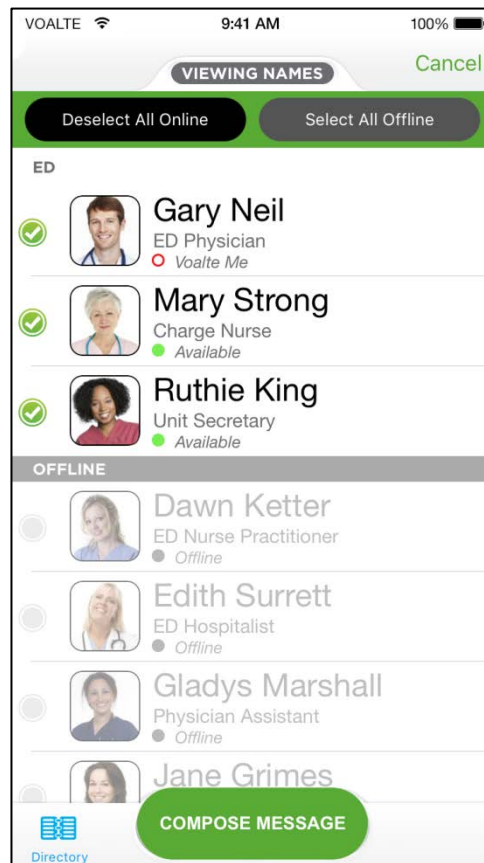 VOALTE 9:41 AM 100%
VIEWING NAMES
Cancel
Deselect All Online Select All Offline
ED
Gary Neil
ED Physician
Voalte Me
Mary Strong
Charge Nurse
Available
Ruthie King
Unit Secretary
Available
OFFLINE
Dawn Ketter
ED Nurse Practitioner
Offline
Edith Surrett
ED Hospitalist
Offline
Gladys Marshall
Physician Assistant
Offline
Jane Grimes
COMPOSE MESSAGE
Directory